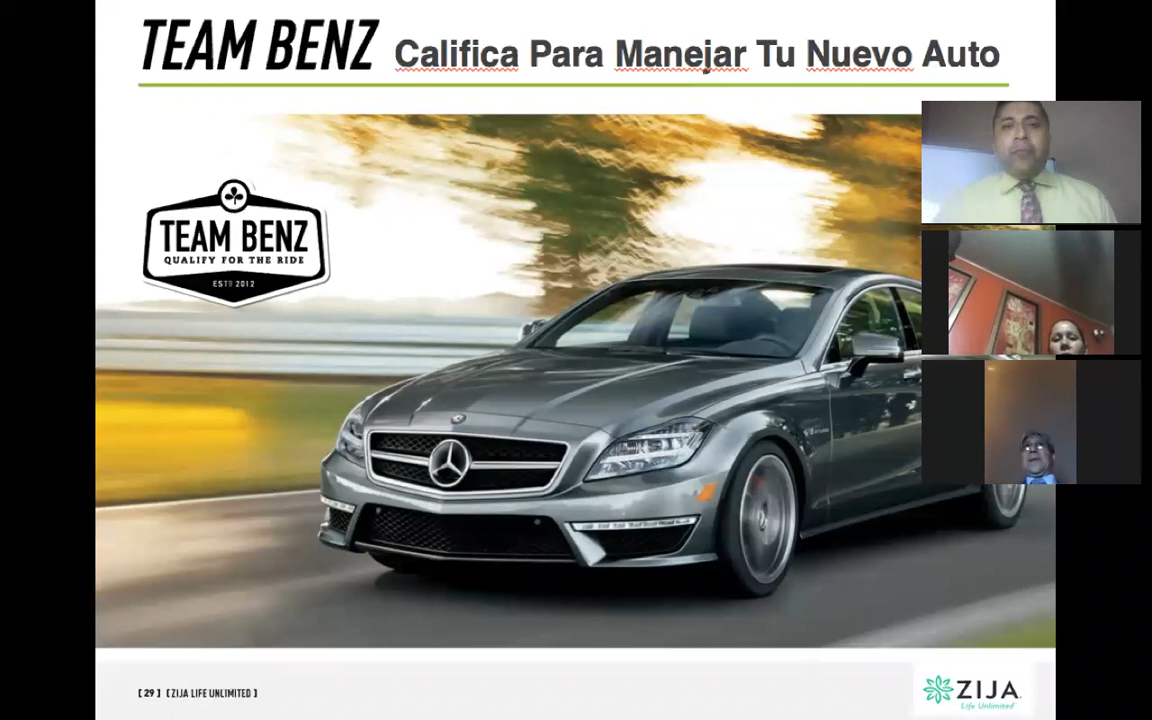 TEAM BENZ Califica Para Manejar Tu Nuevo Auto
TEAM BENZ
QUALIFY FOR THE RIDE
ESTD 2012
[ 29 ] [ ZIJA LIFE UNLIMITED ]
ZIJA
Life Unlimited